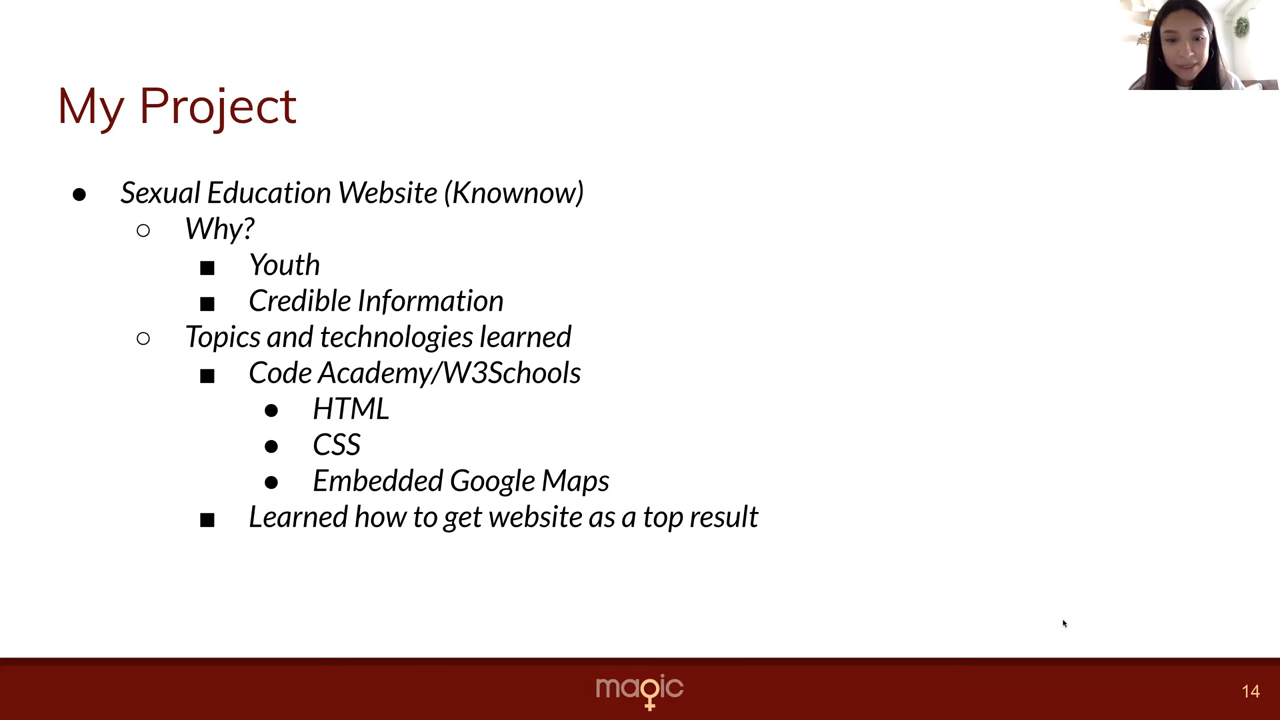 My Project
● Sexual Education Website (Knownow)
○ Why?
■ Youth
■ Credible Information
○ Topics and technologies learned
■ Code Academy/W3Schools
● HTML
● CSS
● Embedded Google Maps
■ Learned how to get website as a top result
magic
14